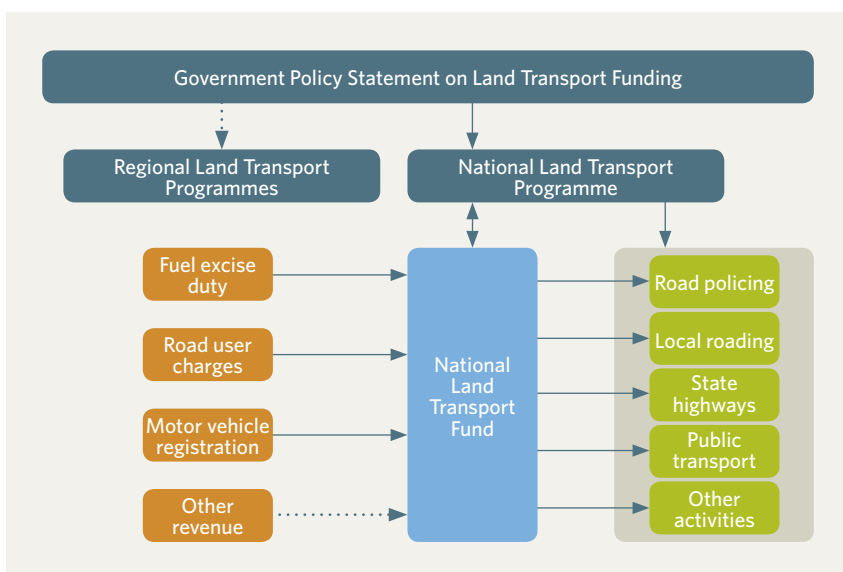 Government Policy Statement on Land Transport Funding
Regional Land Transport
Programmes
National Land Transport
Programme
Fuel excise
duty
Road user
charges
Motor vehicle
registration
Other
revenue
National
Land
Transport
Fund
Road policing
Local roading
State
highways
Public
transport
Other
activities